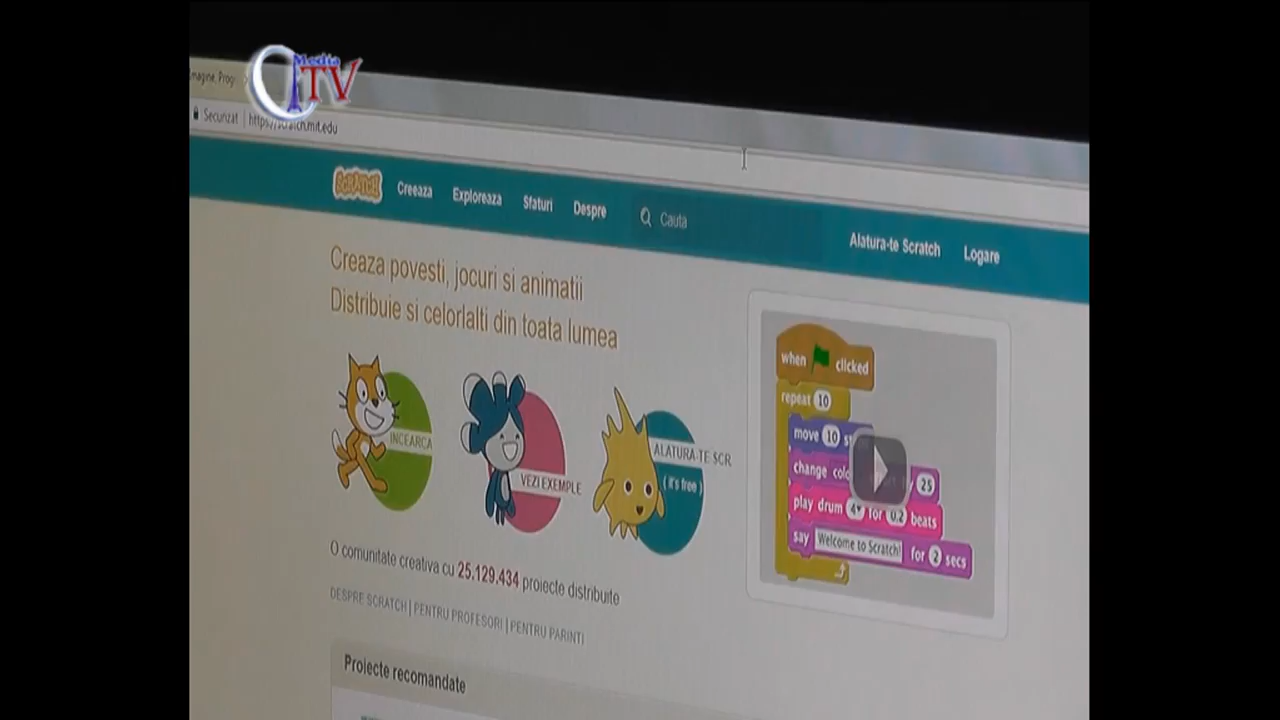 Media
TV
Imagine, Prog
Securizat | https://scratch.mit.edu
SCRATCH
Creeaza Exploreaza Sfaturi Despre Cauta Alatura-te Scratch Logare
Creaza povesti, jocuri si animatii
Distribuie si celorlalti din toata lumea
INCEARCA
VEZI EXEMPLE
ALATURA-TE SCR
( it's free )
when clicked
repeat 10
move 10
change 25
play drum 4 for 0.2 beats
say Welcome to Scratch! for 2 secs
O comunitate creativa cu 25.129.434 proiecte distribuite
DESPRE SCRATCH | PENTRU PROFESORI | PENTRU PARINTI
Proiecte recomandate